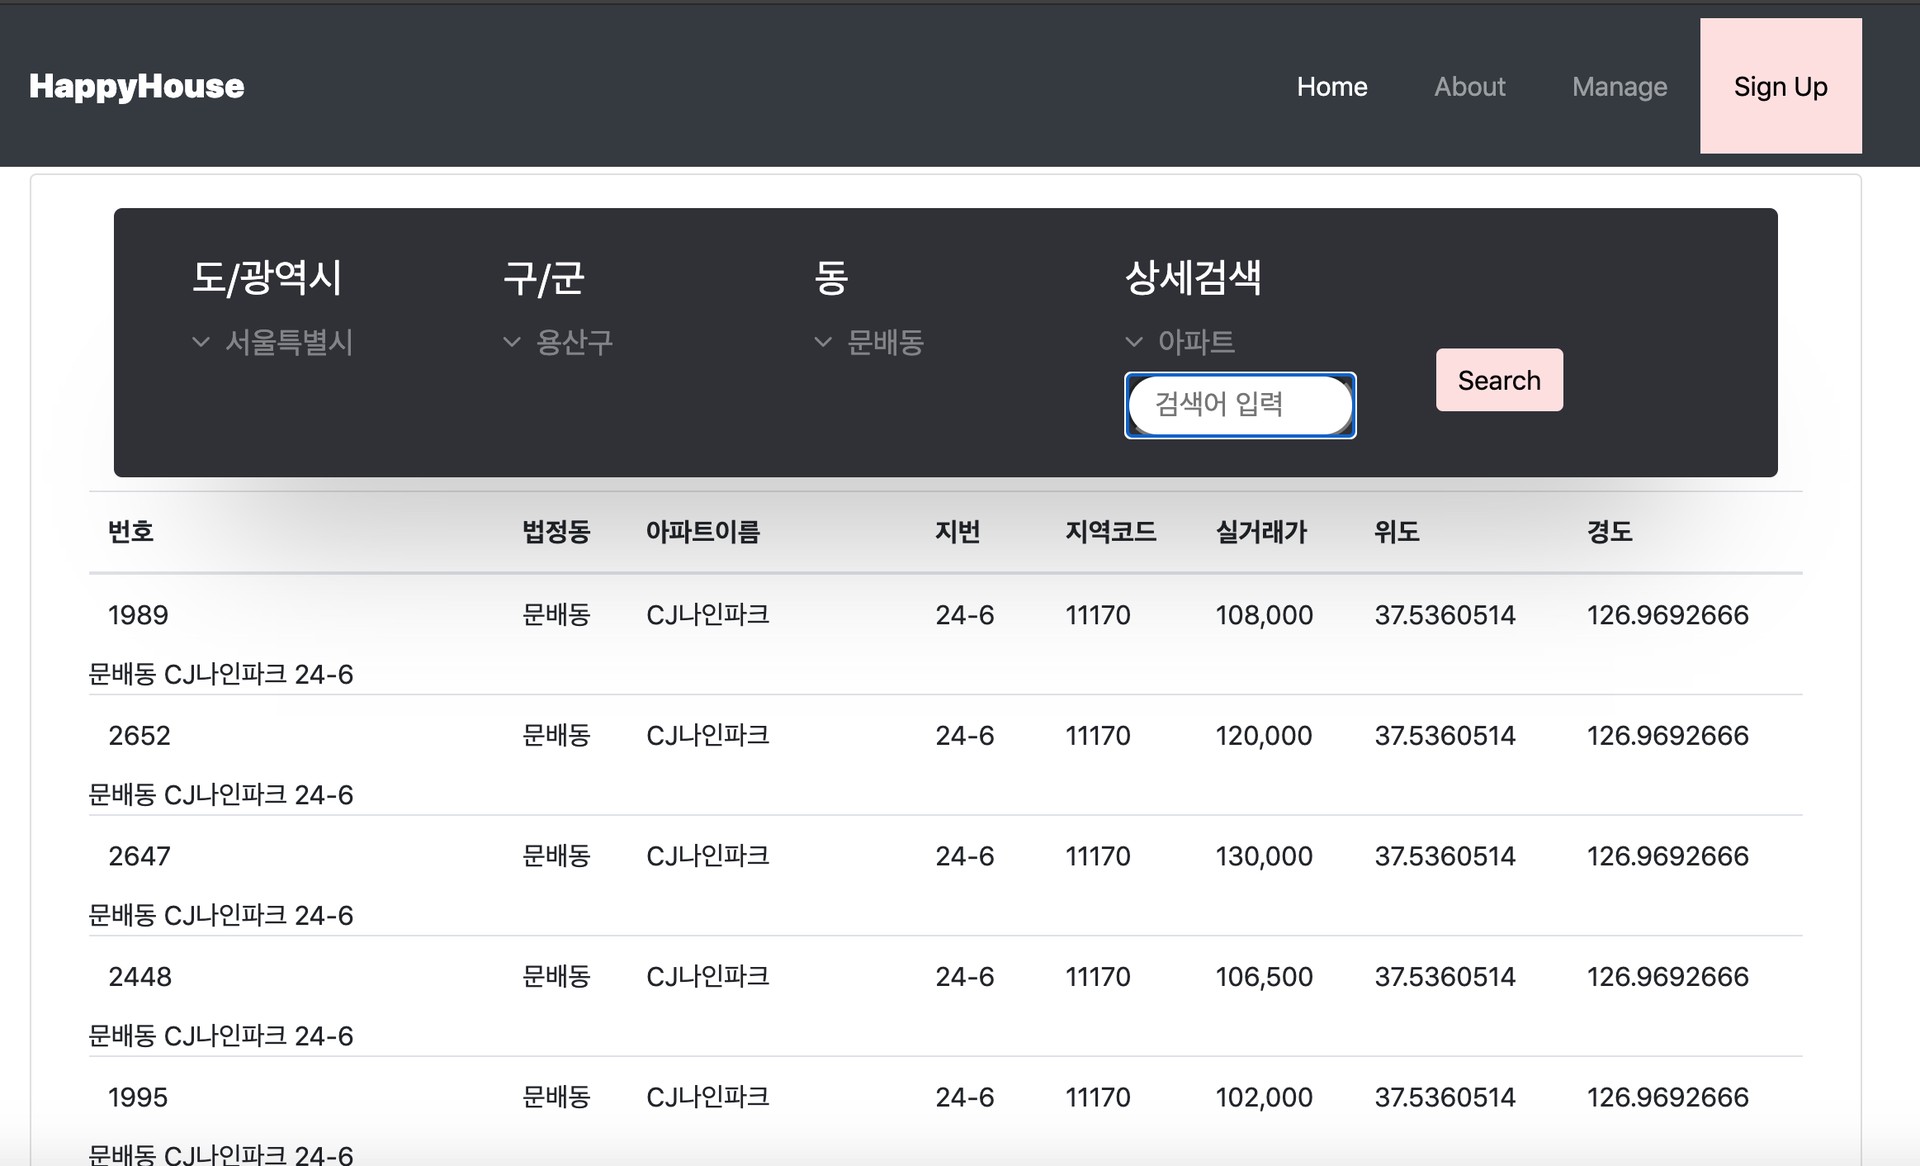 HappyHouse Home About Manage Sign Up
도/광역시 구/군 동 상세검색
서울특별시 용산구 문배동 아파트
검색어 입력 Search
번호 법정동 아파트이름 지번 지역코드 실거래가 위도 경도
1989 문배동 CJ나인파크 24-6 11170 108,000 37.5360514 126.9692666
문배동 CJ나인파크 24-6
2652 문배동 CJ나인파크 24-6 11170 120,000 37.5360514 126.9692666
문배동 CJ나인파크 24-6
2647 문배동 CJ나인파크 24-6 11170 130,000 37.5360514 126.9692666
문배동 CJ나인파크 24-6
2448 문배동 CJ나인파크 24-6 11170 106,500 37.5360514 126.9692666
문배동 CJ나인파크 24-6
1995 문배동 CJ나인파크 24-6 11170 102,000 37.5360514 126.9692666
문배동 CJ나인파크 24-6